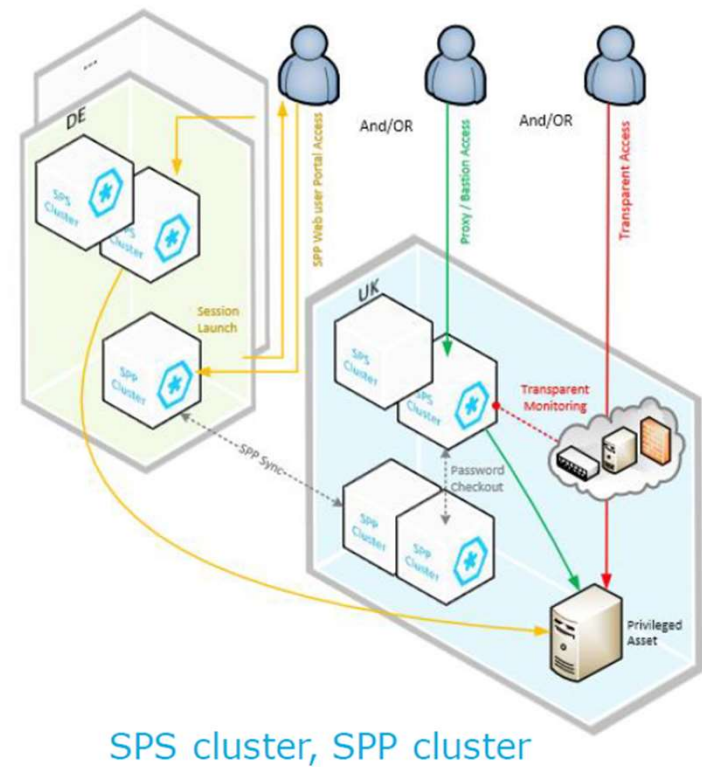 ...
DE
SPS
Cluster
SPS
Cluster
SPP Web user Portal Access
And/OR
Proxy / Bastion Access
And/OR
Transparent Access
Session
Launch
SPP
Cluster
UK
SPS
Cluster
SPS
Cluster
Transparent
Monitoring
SPP Sync
Password
Checkout
SPP
Cluster
SPP
Cluster
Privileged
Asset
SPS cluster, SPP cluster